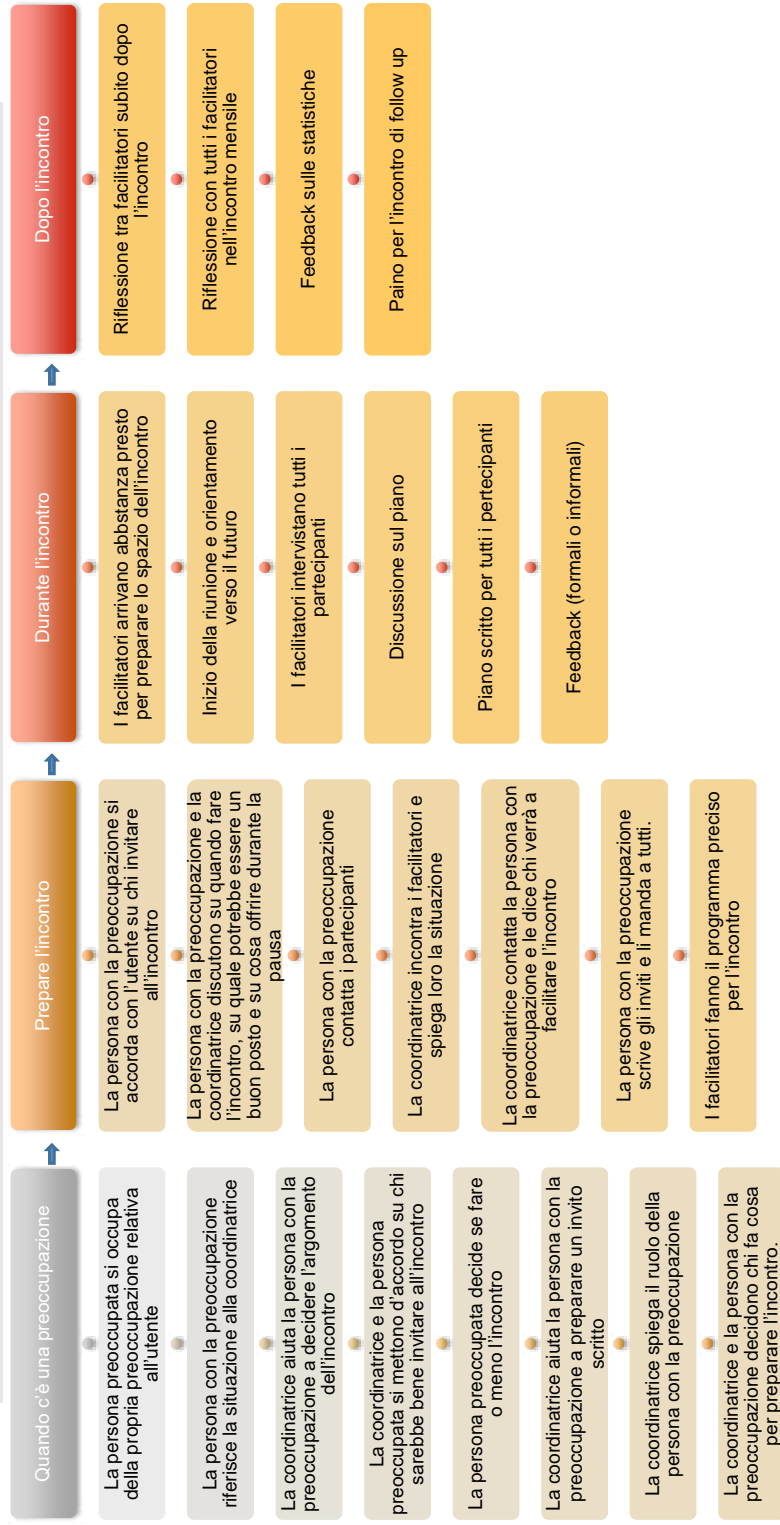 Quando c'è una preoccupazione
La persona preoccupata si occupa
della propria preoccupazione relativa
all'utente
La persona con la preoccupazione
riferisce la situazione alla coordinatrice
La coordinatrice aiuta la persona con la
preoccupazione a decidere l'argomento
dell'incontro
La coordinatrice e la persona
preoccupata si mettono d'accordo su chi
sarebbe bene invitare all'incontro
La persona preoccupata decide se fare
o meno l'incontro
La coordinatrice aiuta la persona con la
preoccupazione a preparare un invito
scritto
La coordinatrice spiega il ruolo della
persona con la preoccupazione
La coordinatrice e la persona con la
preoccupazione decidono chi fa cosa
per preparare l'incontro.
Prepare l'incontro
La persona con la preoccupazione si
accorda con l'utente su chi invitare
all'incontro
La persona con la preoccupazione e la
coordinatrice discutono su quando fare
l'incontro, su quale potrebbe essere un
buon posto e su cosa offrire durante la
pausa
La persona con la preoccupazione
contatta i partecipanti
La coordinatrice incontra i facilitatori e
spiega loro la situazione
La coordinatrice contatta la persona con
la preoccupazione e le dice chi verrà a
facilitare l'incontro
La persona con la preoccupazione
scrive gli inviti e li manda a tutti.
I facilitatori fanno il programma preciso
per l'incontro
Durante l'incontro
I facilitatori arrivano abbstanza presto
per preparare lo spazio dell'incontro
Inizio della riunione e orientamento
verso il futuro
I facilitatori intervistano tutti i
partecipanti
Discussione sul piano
Piano scritto per tutti i pertecipanti
Feedback (formali o informali)
Dopo l'incontro
Riflessione tra facilitatori subito dopo
l'incontro
Riflessione con tutti i facilitatori
nell'incontro mensile
Feedback sulle statistiche
Paino per l'incontro di follow up